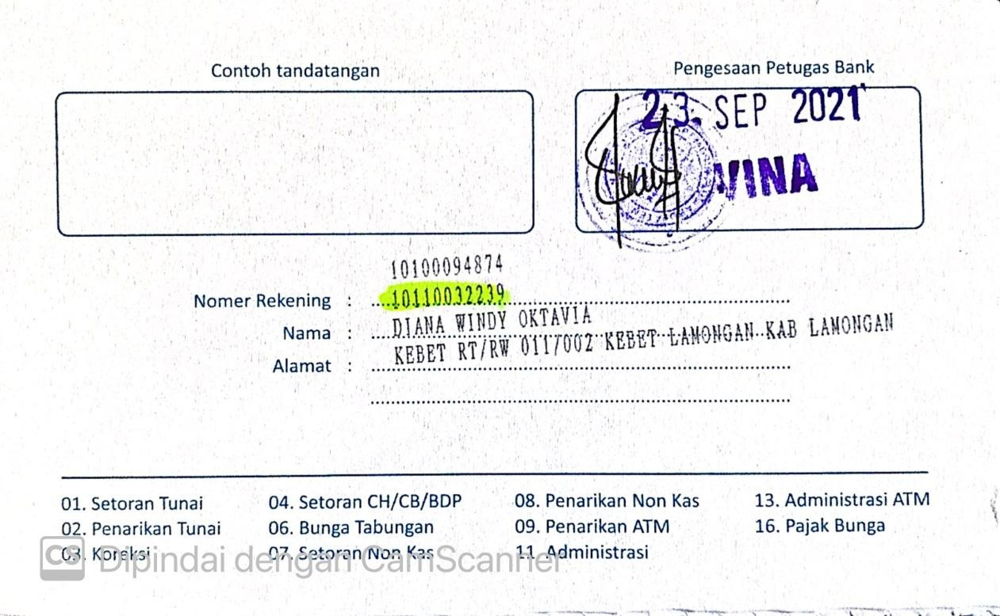 Contoh tandatangan
Pengesaan Petugas Bank
23. SEP 2021
VINA
10100094874
Nomer Rekening : 10110032239
Nama : DIANA WINDY OKTAVIA
Alamat : KEBET RT/RW 011/002 KEBET LAMONGAN KAB LAMONGAN
01. Setoran Tunai 04. Setoran CH/CB/BDP 08. Penarikan Non Kas 13. Administrasi ATM
02. Penarikan Tunai 06. Bunga Tabungan 09. Penarikan ATM 16. Pajak Bunga
03. Koreksi 07. Setoran Non Kas 11. Administrasi
CS Dipindai dengan CamScanner